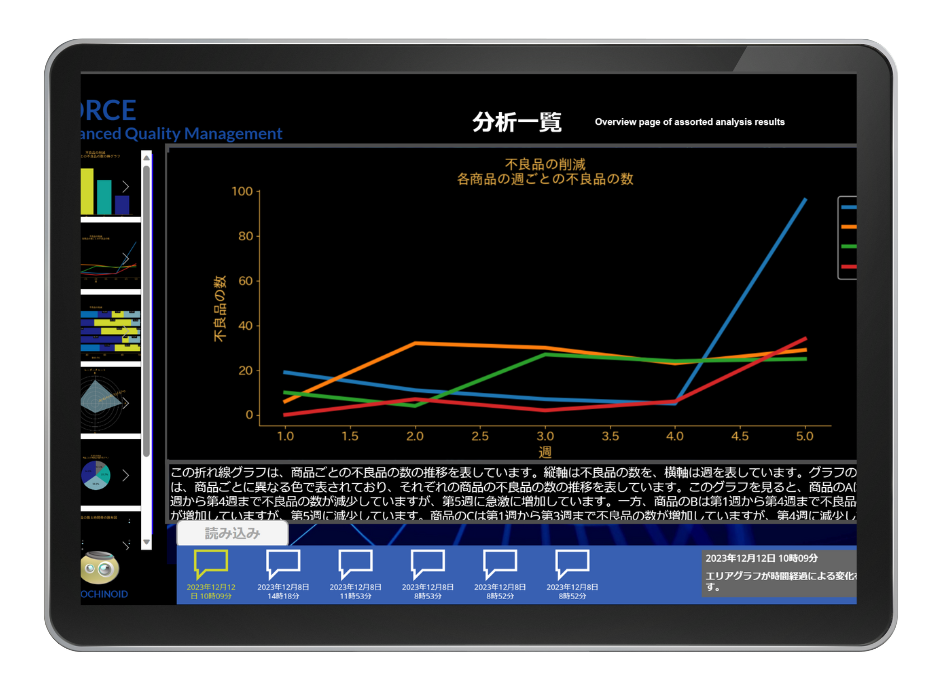 ORCE
anced Quality Management
分析一覧
Overview page of assorted analysis results
不良品の削減
各商品の週ごとの不良品の数
100
80
60
40
20
0
不良品の数
1.0 1.5 2.0 2.5 3.0 3.5 4.0 4.5 5.0
週
この折れ線グラフは、商品ごとの不良品の数の推移を表しています。縦軸は不良品の数を、横軸は週を表しています。グラフの
は、商品ごとに異なる色で表されており、それぞれの商品の不良品の数の推移を表しています。このグラフを見ると、商品のAに
週から第4週まで不良品の数が減少していますが、第5週に急激に増加しています。一方、商品のBは第1週から第4週まで不良品
が増加していますが、第5週に減少しています。商品のCは第1週から第3週まで不良品の数が増加していますが、第4週に減少し
読み込み
2023年12月12
日 10時09分
2023年12月8日
14時18分
2023年12月8日
11時53分
2023年12月8日
8時53分
2023年12月8日
8時52分
2023年12月8日
8時52分
2023年12月12日 10時09分
エリアグラフが時間経過による変化を
す。
OCHINOID